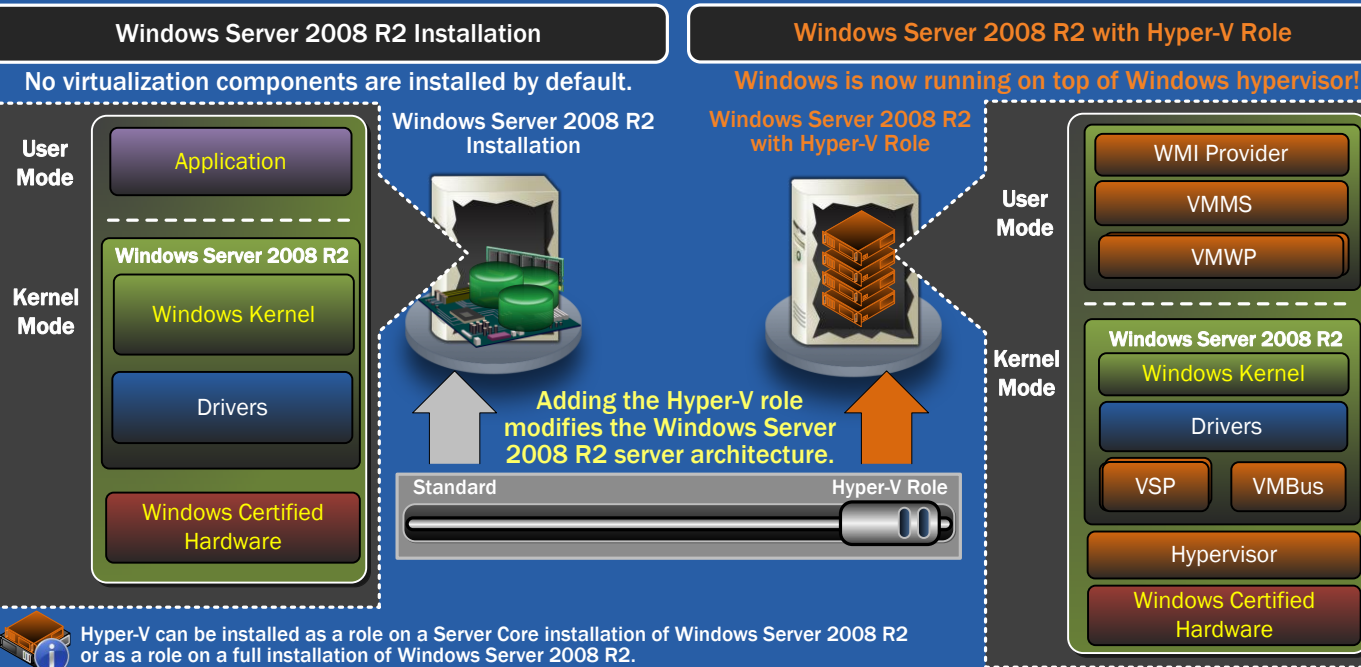 Windows Server 2008 R2 Installation
No virtualization components are installed by default.
User
Mode
Kernel
Mode
Application
Windows Server 2008 R2
Windows Kernel
Drivers
Windows Certified
Hardware
Windows Server 2008 R2
Installation
Windows Server 2008 R2 with Hyper-V Role
Windows is now running on top of Windows hypervisor!
Windows Server 2008 R2
with Hyper-V Role
User
Mode
Kernel
Mode
WMI Provider
VMMS
VMWP
Windows Server 2008 R2
Windows Kernel
Drivers
VSP
VMBus
Hypervisor
Windows Certified
Hardware
Adding the Hyper-V role
modifies the Windows Server
2008 R2 server architecture.
Standard
Hyper-V Role
Hyper-V can be installed as a role on a Server Core installation of Windows Server 2008 R2
or as a role on a full installation of Windows Server 2008 R2.